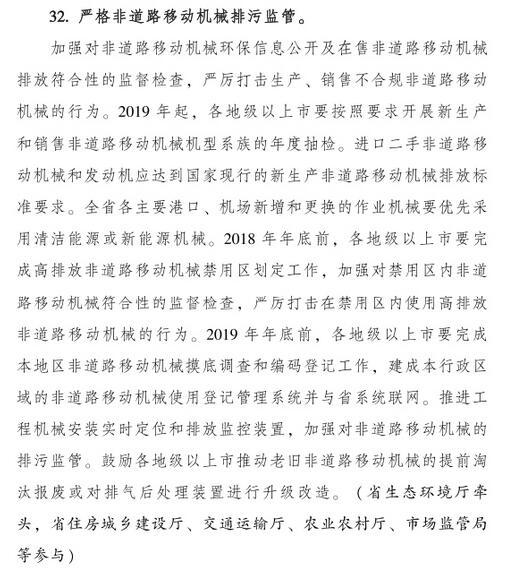 32. 严格非道路移动机械排污监管。
加强对非道路移动机械环保信息公开及在售非道路移动机械
排放符合性的监督检查，严厉打击生产、销售不合规非道路移动
机械的行为。2019 年起，各地级以上市要按照要求开展新生产
和销售非道路移动机械机型系族的年度抽检。进口二手非道路移
动机械和发动机应达到国家现行的新生产非道路移动机械排放标
准要求。全省各主要港口、机场新增和更换的作业机械要优先采
用清洁能源或新能源机械。2018 年年底前，各地级以上市要完
成高排放非道路移动机械禁用区划定工作，加强对禁用区内非道
路移动机械符合性的监督检查，严厉打击在禁用区内使用高排放
非道路移动机械的行为。2019 年年底前，各地级以上市要完成
本地区非道路移动机械摸底调查和编码登记工作，建成本行政区
域的非道路移动机械使用登记管理系统并与省系统联网。推进工
程机械安装实时定位和排放监控装置，加强对非道路移动机械的
排污监管。鼓励各地级以上市推动老旧非道路移动机械的提前淘
汰报废或对排气后处理装置进行升级改造。（省生态环境厅牵
头，省住房城乡建设厅、交通运输厅、农业农村厅、市场监管局
等参与）